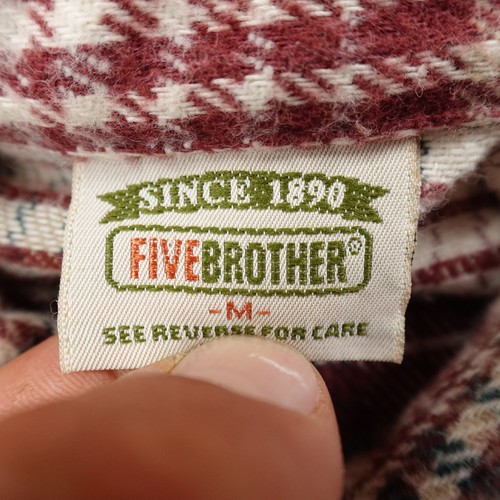 SINCE 1890
FIVEBROTHER®
-M-
SEE REVERSE FOR CARE